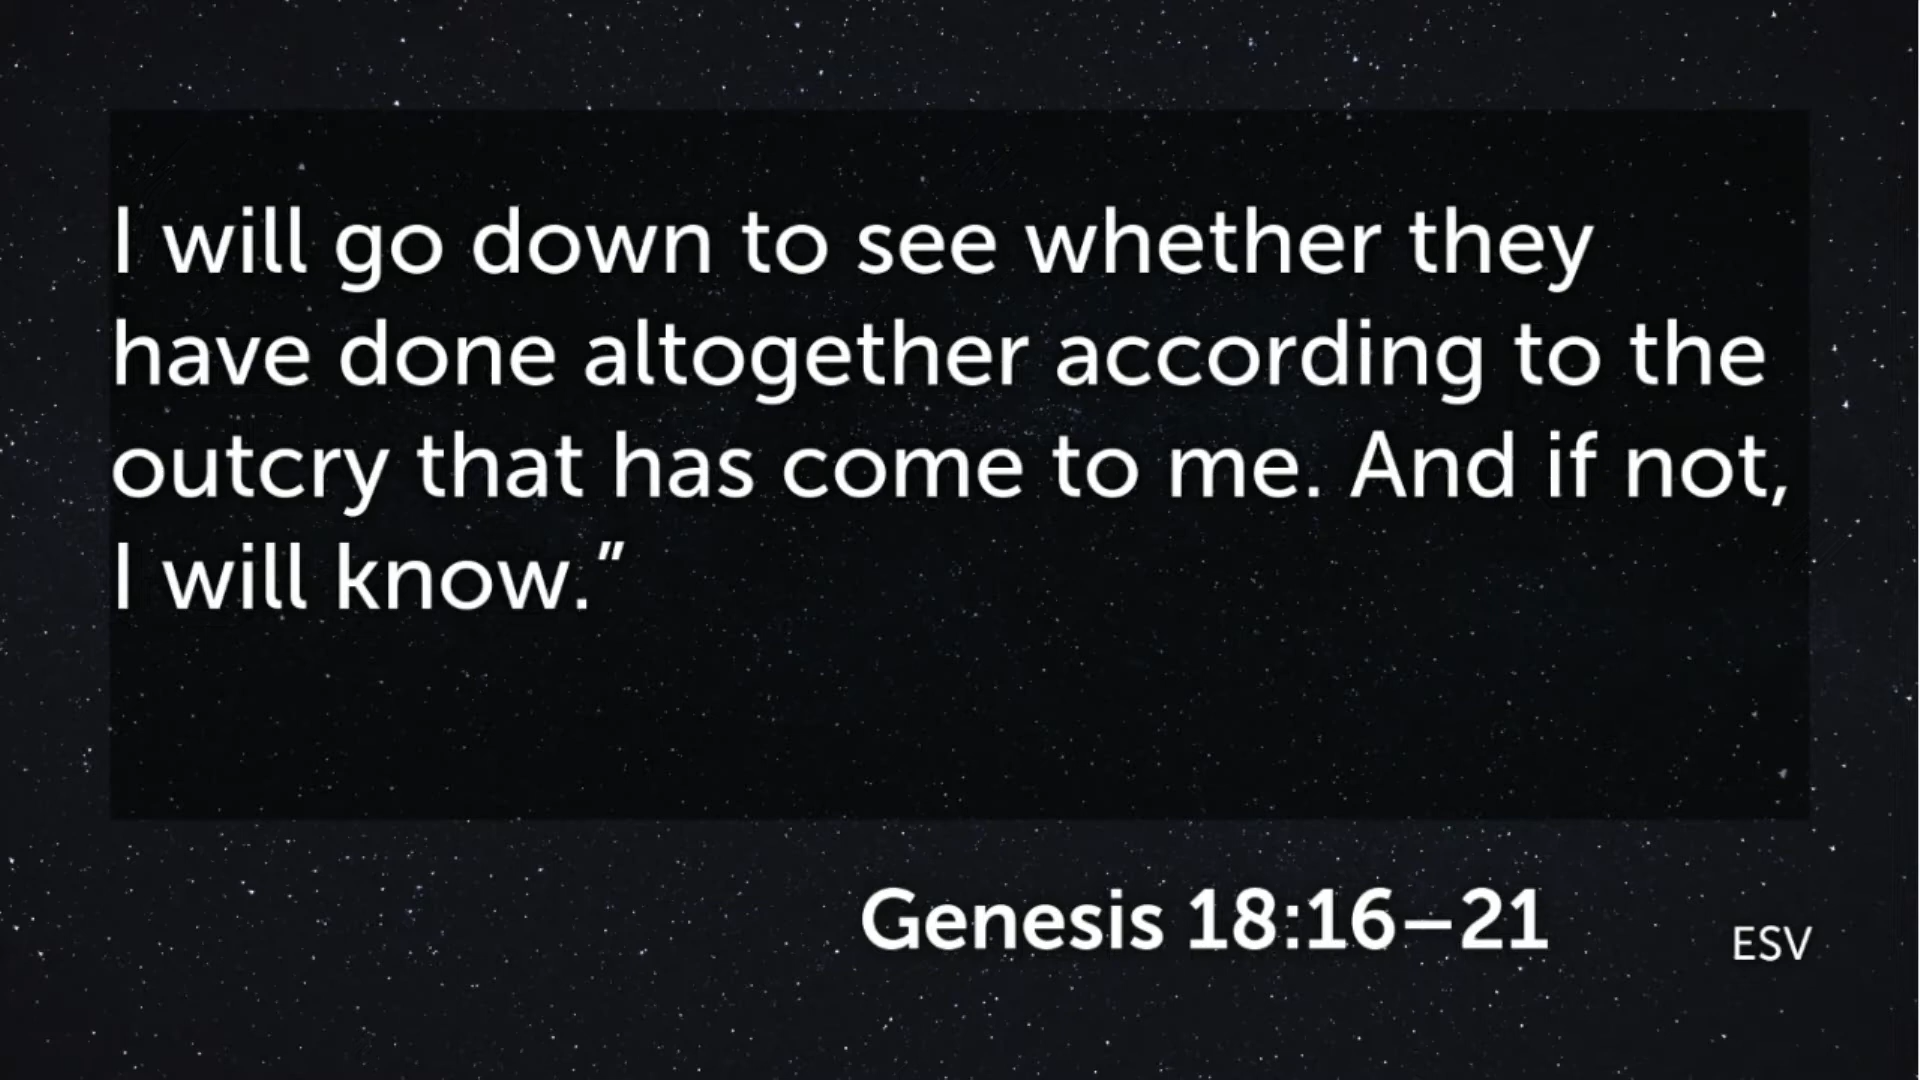 I will go down to see whether they
have done altogether according to the
outcry that has come to me. And if not,
I will know.”
Genesis 18:16–21
ESV